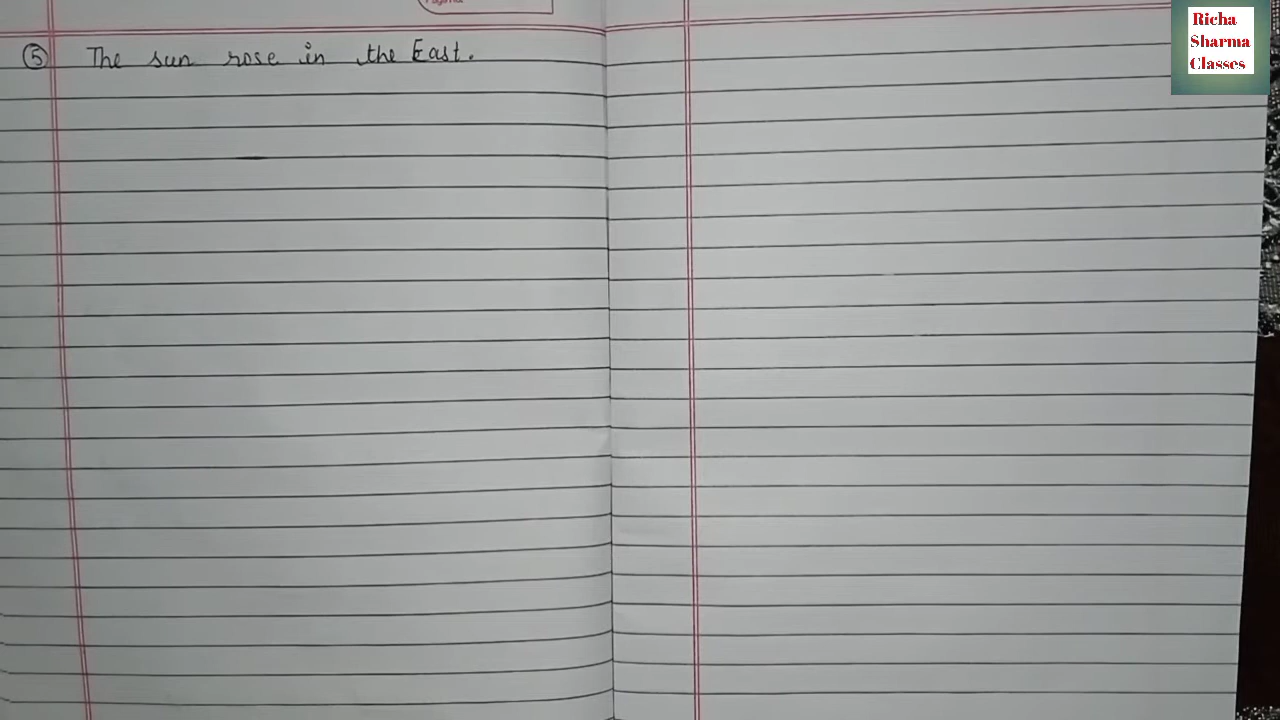 Richa
Sharma
Classes
⑤ The sun rose in the East.